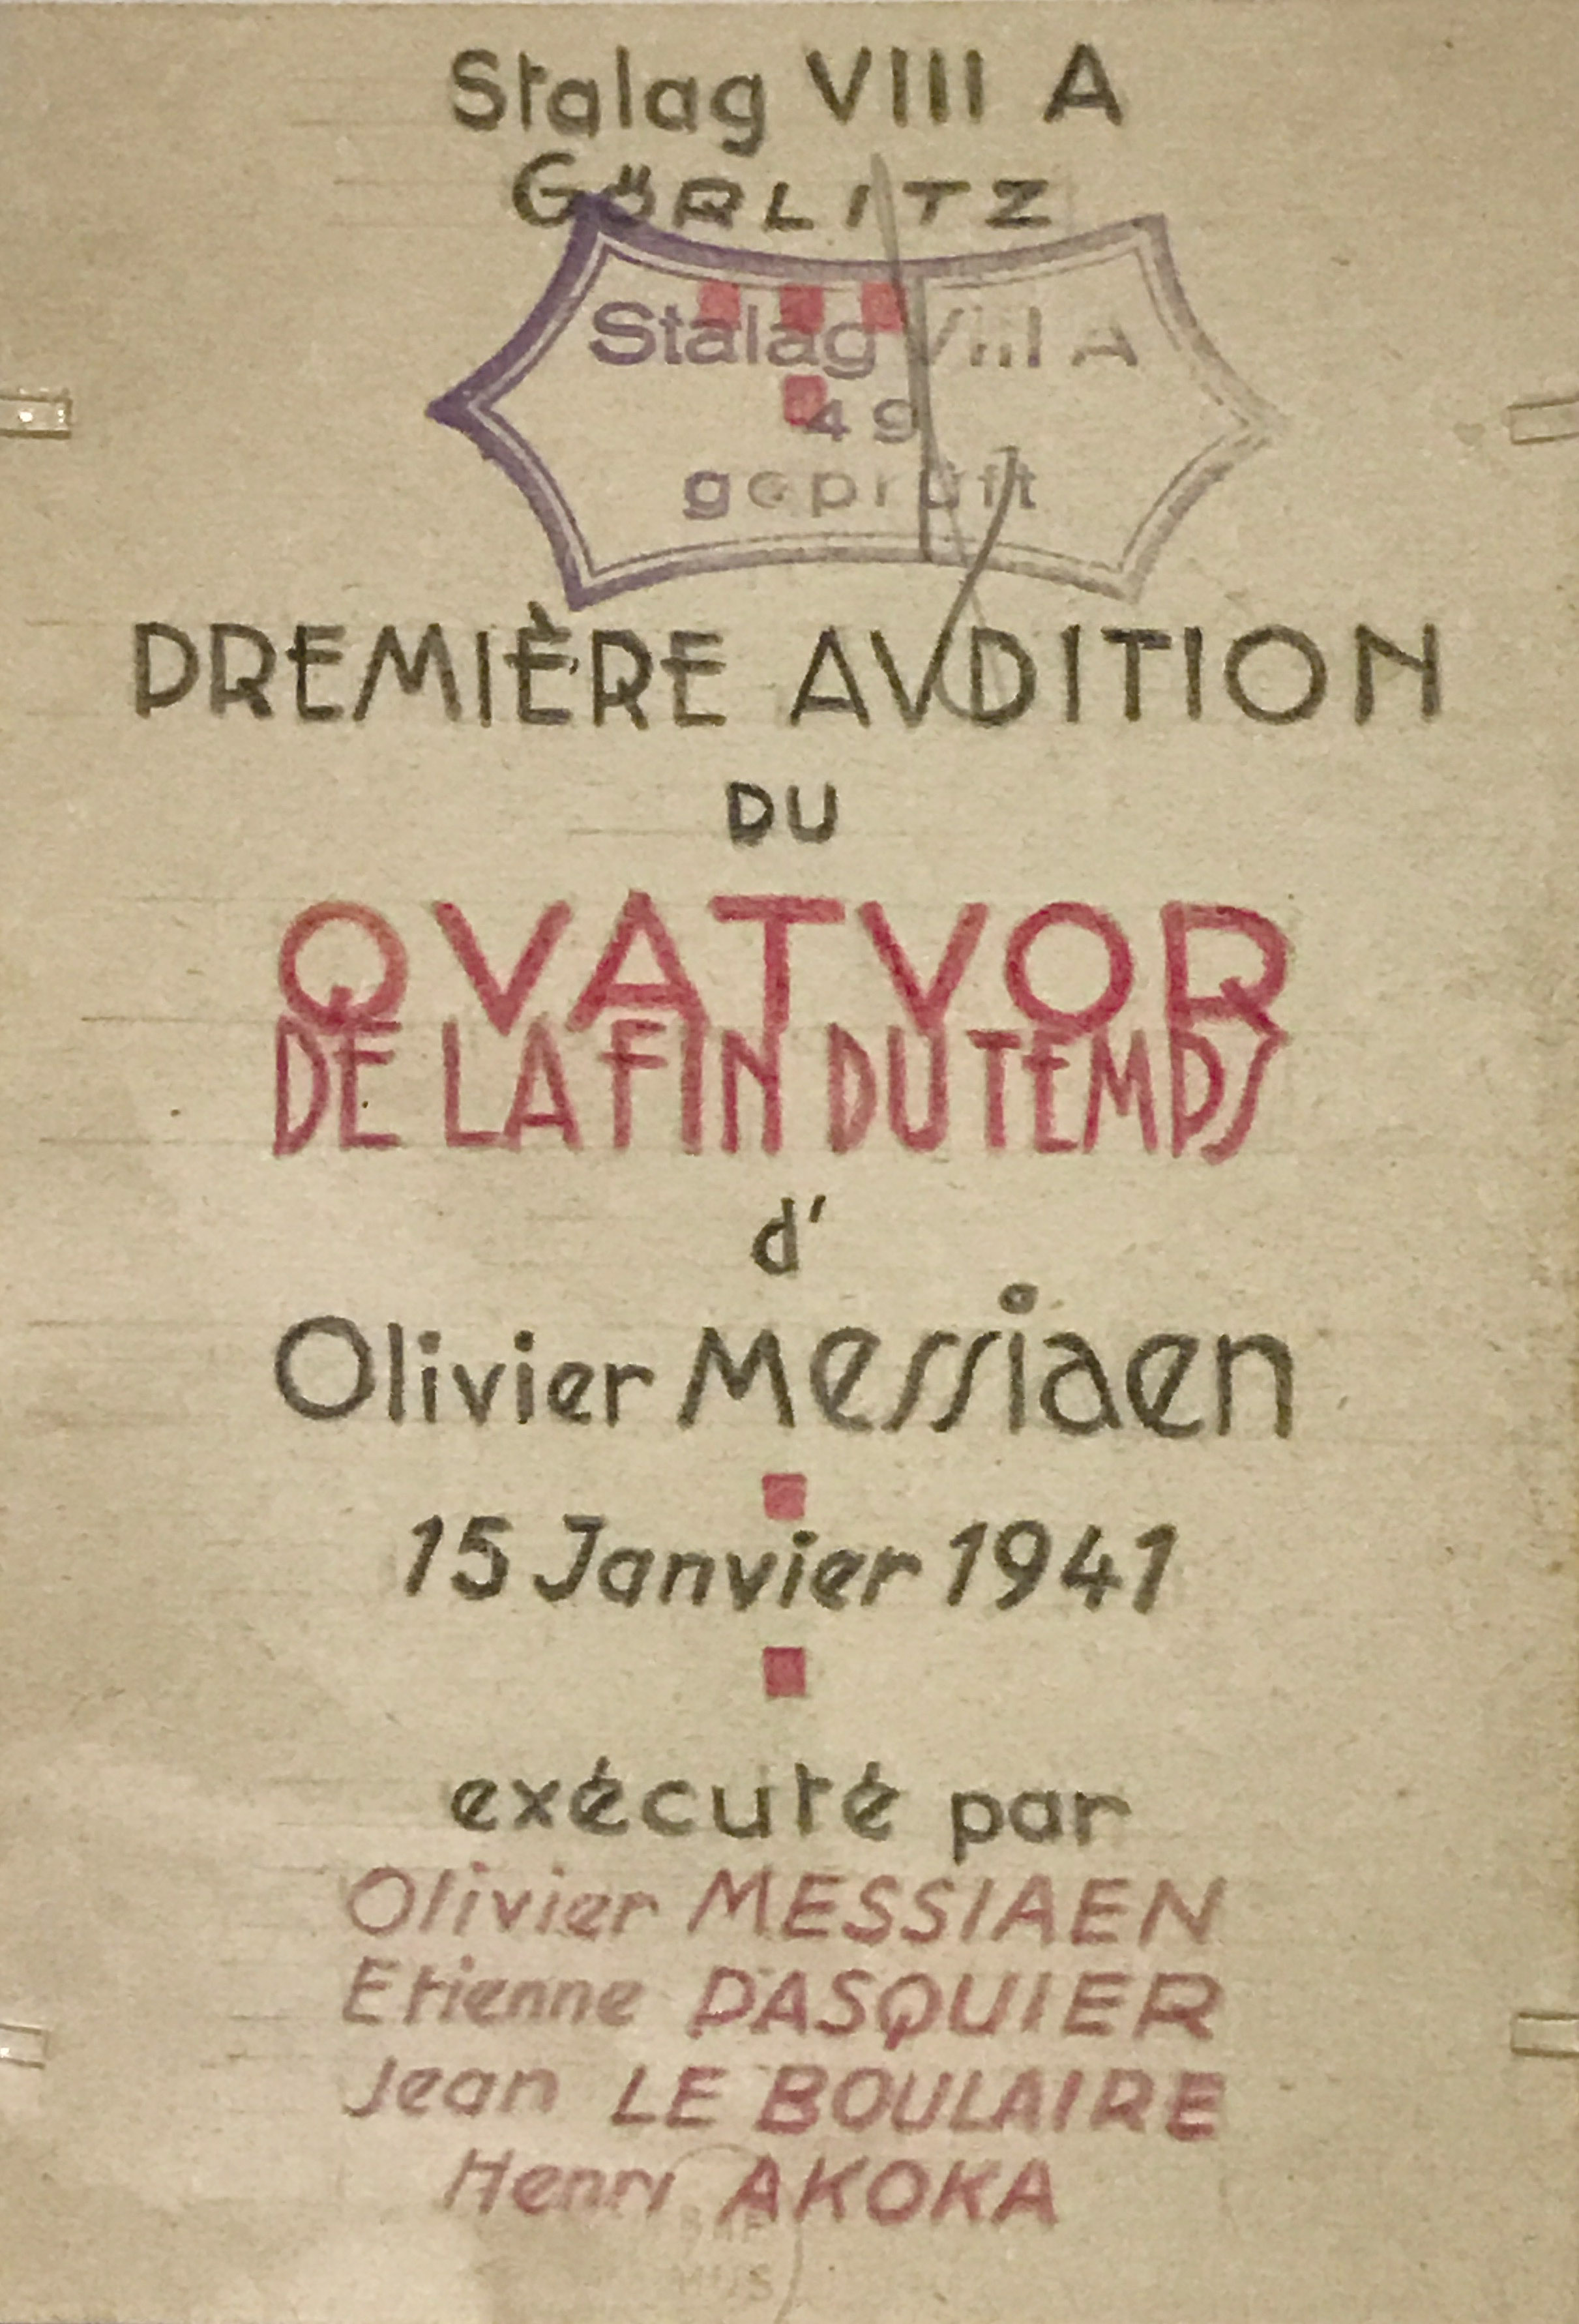 Stalag VIII A
GÖRLITZ
Stalag VIII A
49
geprüft
PREMIÈRE AVDITION
DU
QVATVOR
DE LA FIN DU TEMPS
d'
Olivier Messiaen
15 Janvier 1941
exécuté par
Olivier MESSIAEN
Etienne PASQUIER
Jean LE BOULAIRE
Henri AKOKA
MUS